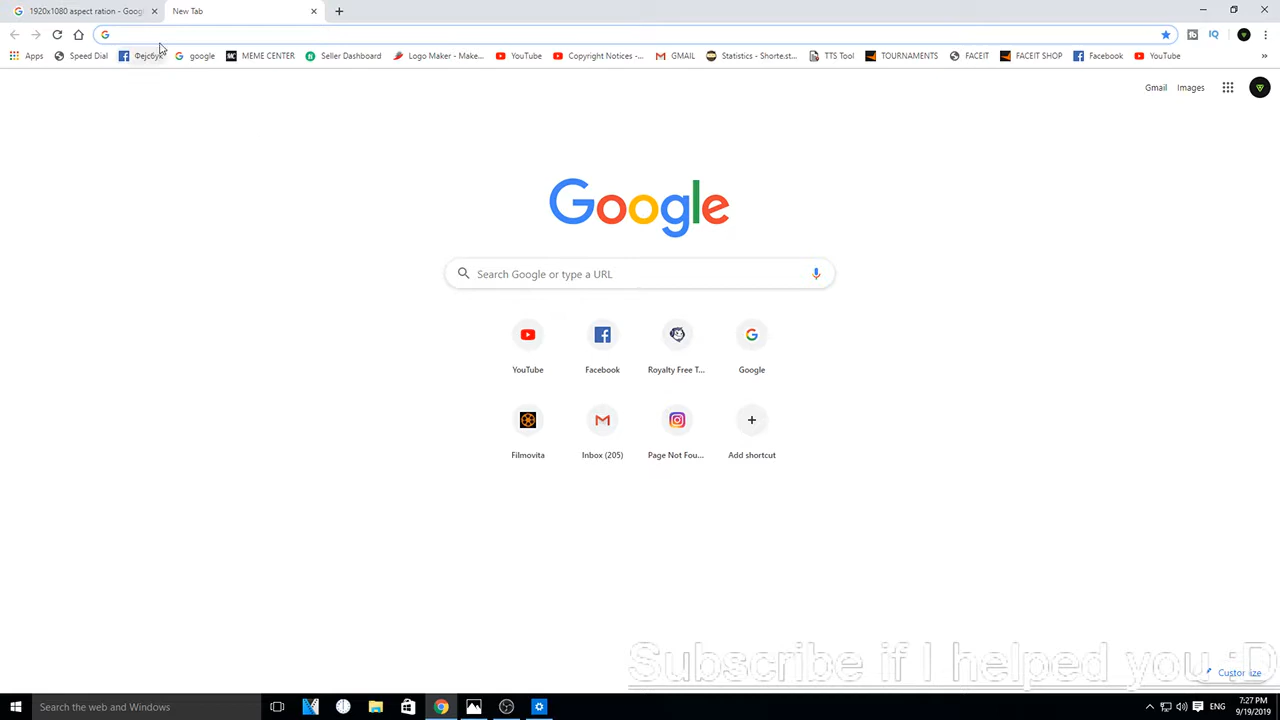 1920x1080 aspect ration - Googl
New Tab
Apps
Speed Dial
Фејсбук
google
MEME CENTER
Seller Dashboard
Logo Maker - Make...
YouTube
Copyright Notices -...
GMAIL
Statistics - Shorte.st...
TTS Tool
TOURNAMENTS
FACEIT
FACEIT SHOP
Facebook
YouTube
Gmail
Images
Google
Search Google or type a URL
YouTube
Facebook
Royalty Free T...
Google
Filmovita
Inbox (205)
Page Not Fou...
Add shortcut
Subscribe if I helped you :D
Customize
Search the web and Windows
ENG
7:27 PM
9/19/2019